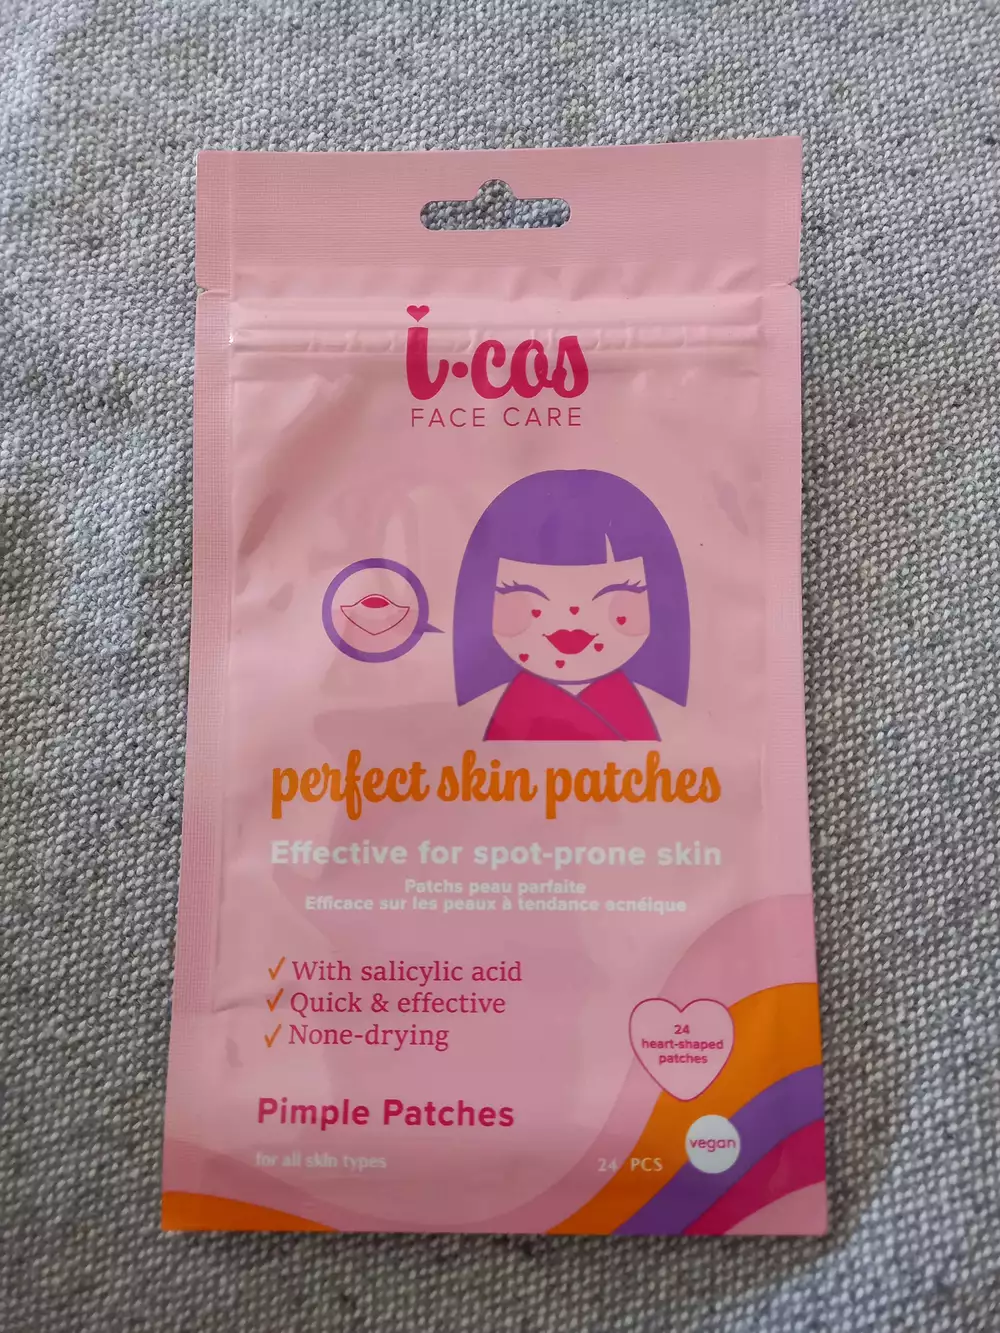 i·cos
FACE CARE
perfect skin patches
Effective for spot-prone skin
Patchs peau parfaite
Efficace sur les peaux à tendance acnéique
✓ With salicylic acid
✓ Quick & effective
✓ None-drying
24
heart-shaped
patches
Pimple Patches
vegan
for all skin types
24 PCS